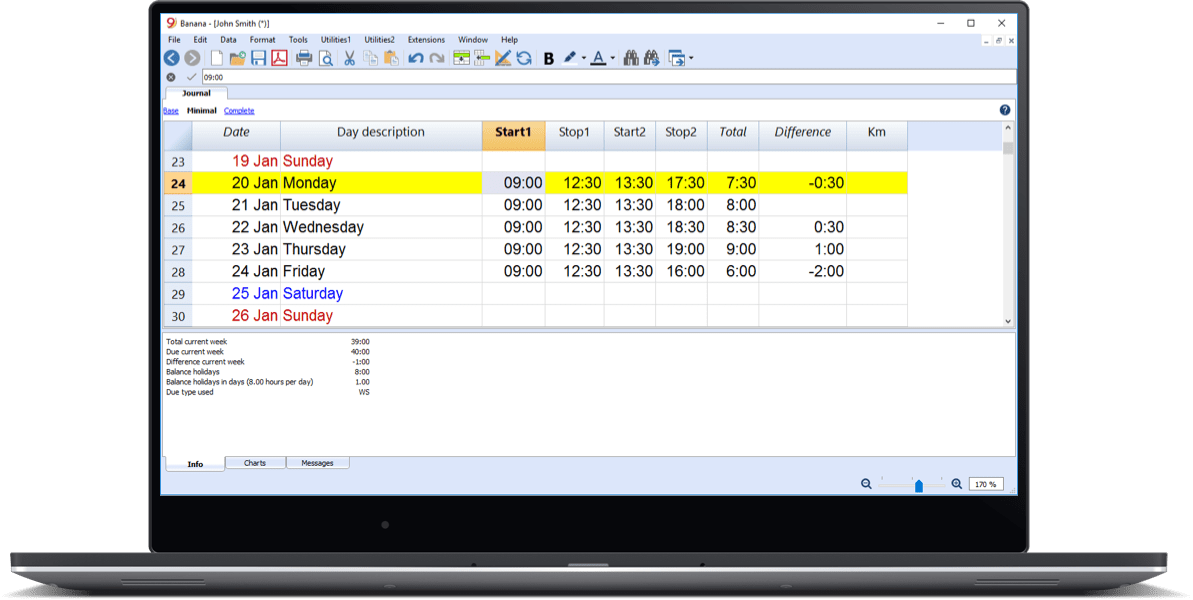 9 Banana - [John Smith (*)]
File Edit Data Format Tools Utilities1 Utilities2 Extensions Window Help
B A
09:00
Journal
Base Minimal Complete ?
Date Day description Start1 Stop1 Start2 Stop2 Total Difference Km
23 19 Jan Sunday
24 20 Jan Monday 09:00 12:30 13:30 17:30 7:30 -0:30
25 21 Jan Tuesday 09:00 12:30 13:30 18:00 8:00
26 22 Jan Wednesday 09:00 12:30 13:30 18:30 8:30 0:30
27 23 Jan Thursday 09:00 12:30 13:30 19:00 9:00 1:00
28 24 Jan Friday 09:00 12:30 13:30 16:00 6:00 -2:00
29 25 Jan Saturday
30 26 Jan Sunday
Total current week 39:00
Due current week 40:00
Difference current week -1:00
Balance holidays 8:00
Balance holidays in days (8.00 hours per day) 1.00
Due type used WS
Info Charts Messages
170 %